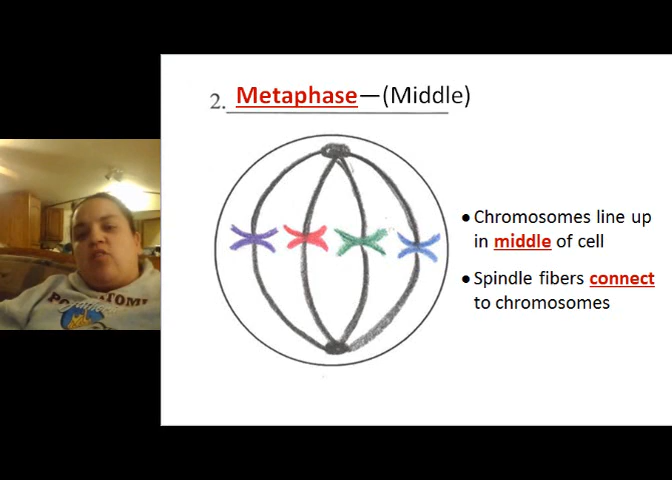 2. Metaphase—(Middle)
● Chromosomes line up
in middle of cell
● Spindle fibers connect
to chromosomes